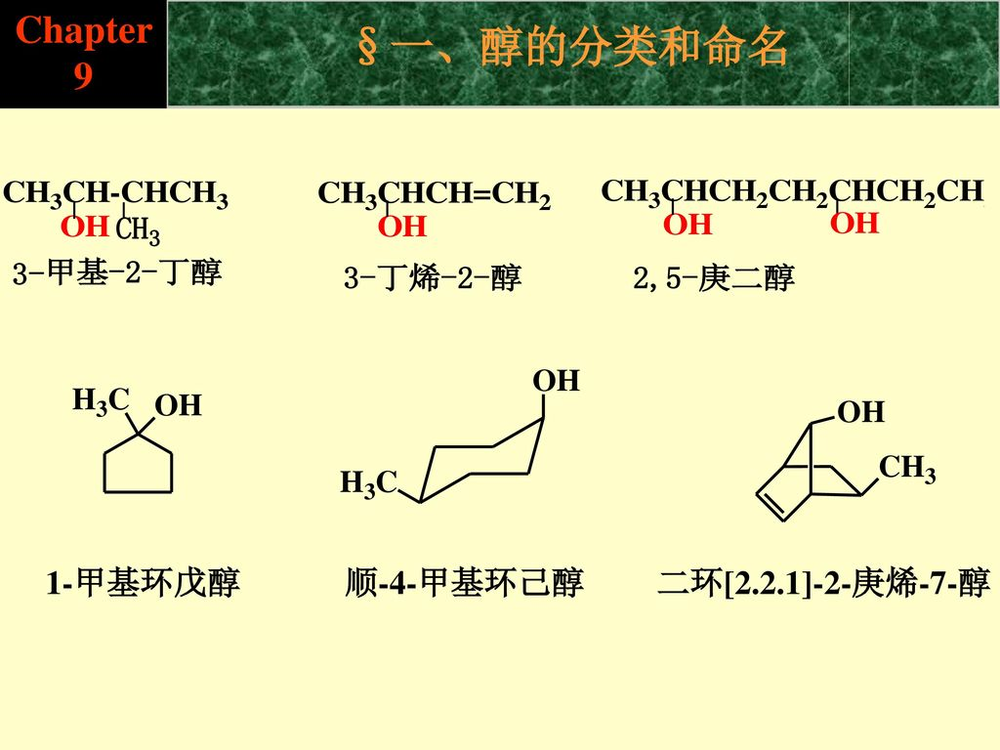 Chapter
9
§一、醇的分类和命名
CH3CH-CHCH3
OH CH3
3-甲基-2-丁醇
CH3CHCH=CH2
OH
3-丁烯-2-醇
CH3CHCH2CH2CHCH2CH
OH OH
2,5-庚二醇
H3C OH
1-甲基环戊醇
OH
H3C
顺-4-甲基环己醇
OH
CH3
二环[2.2.1]-2-庚烯-7-醇